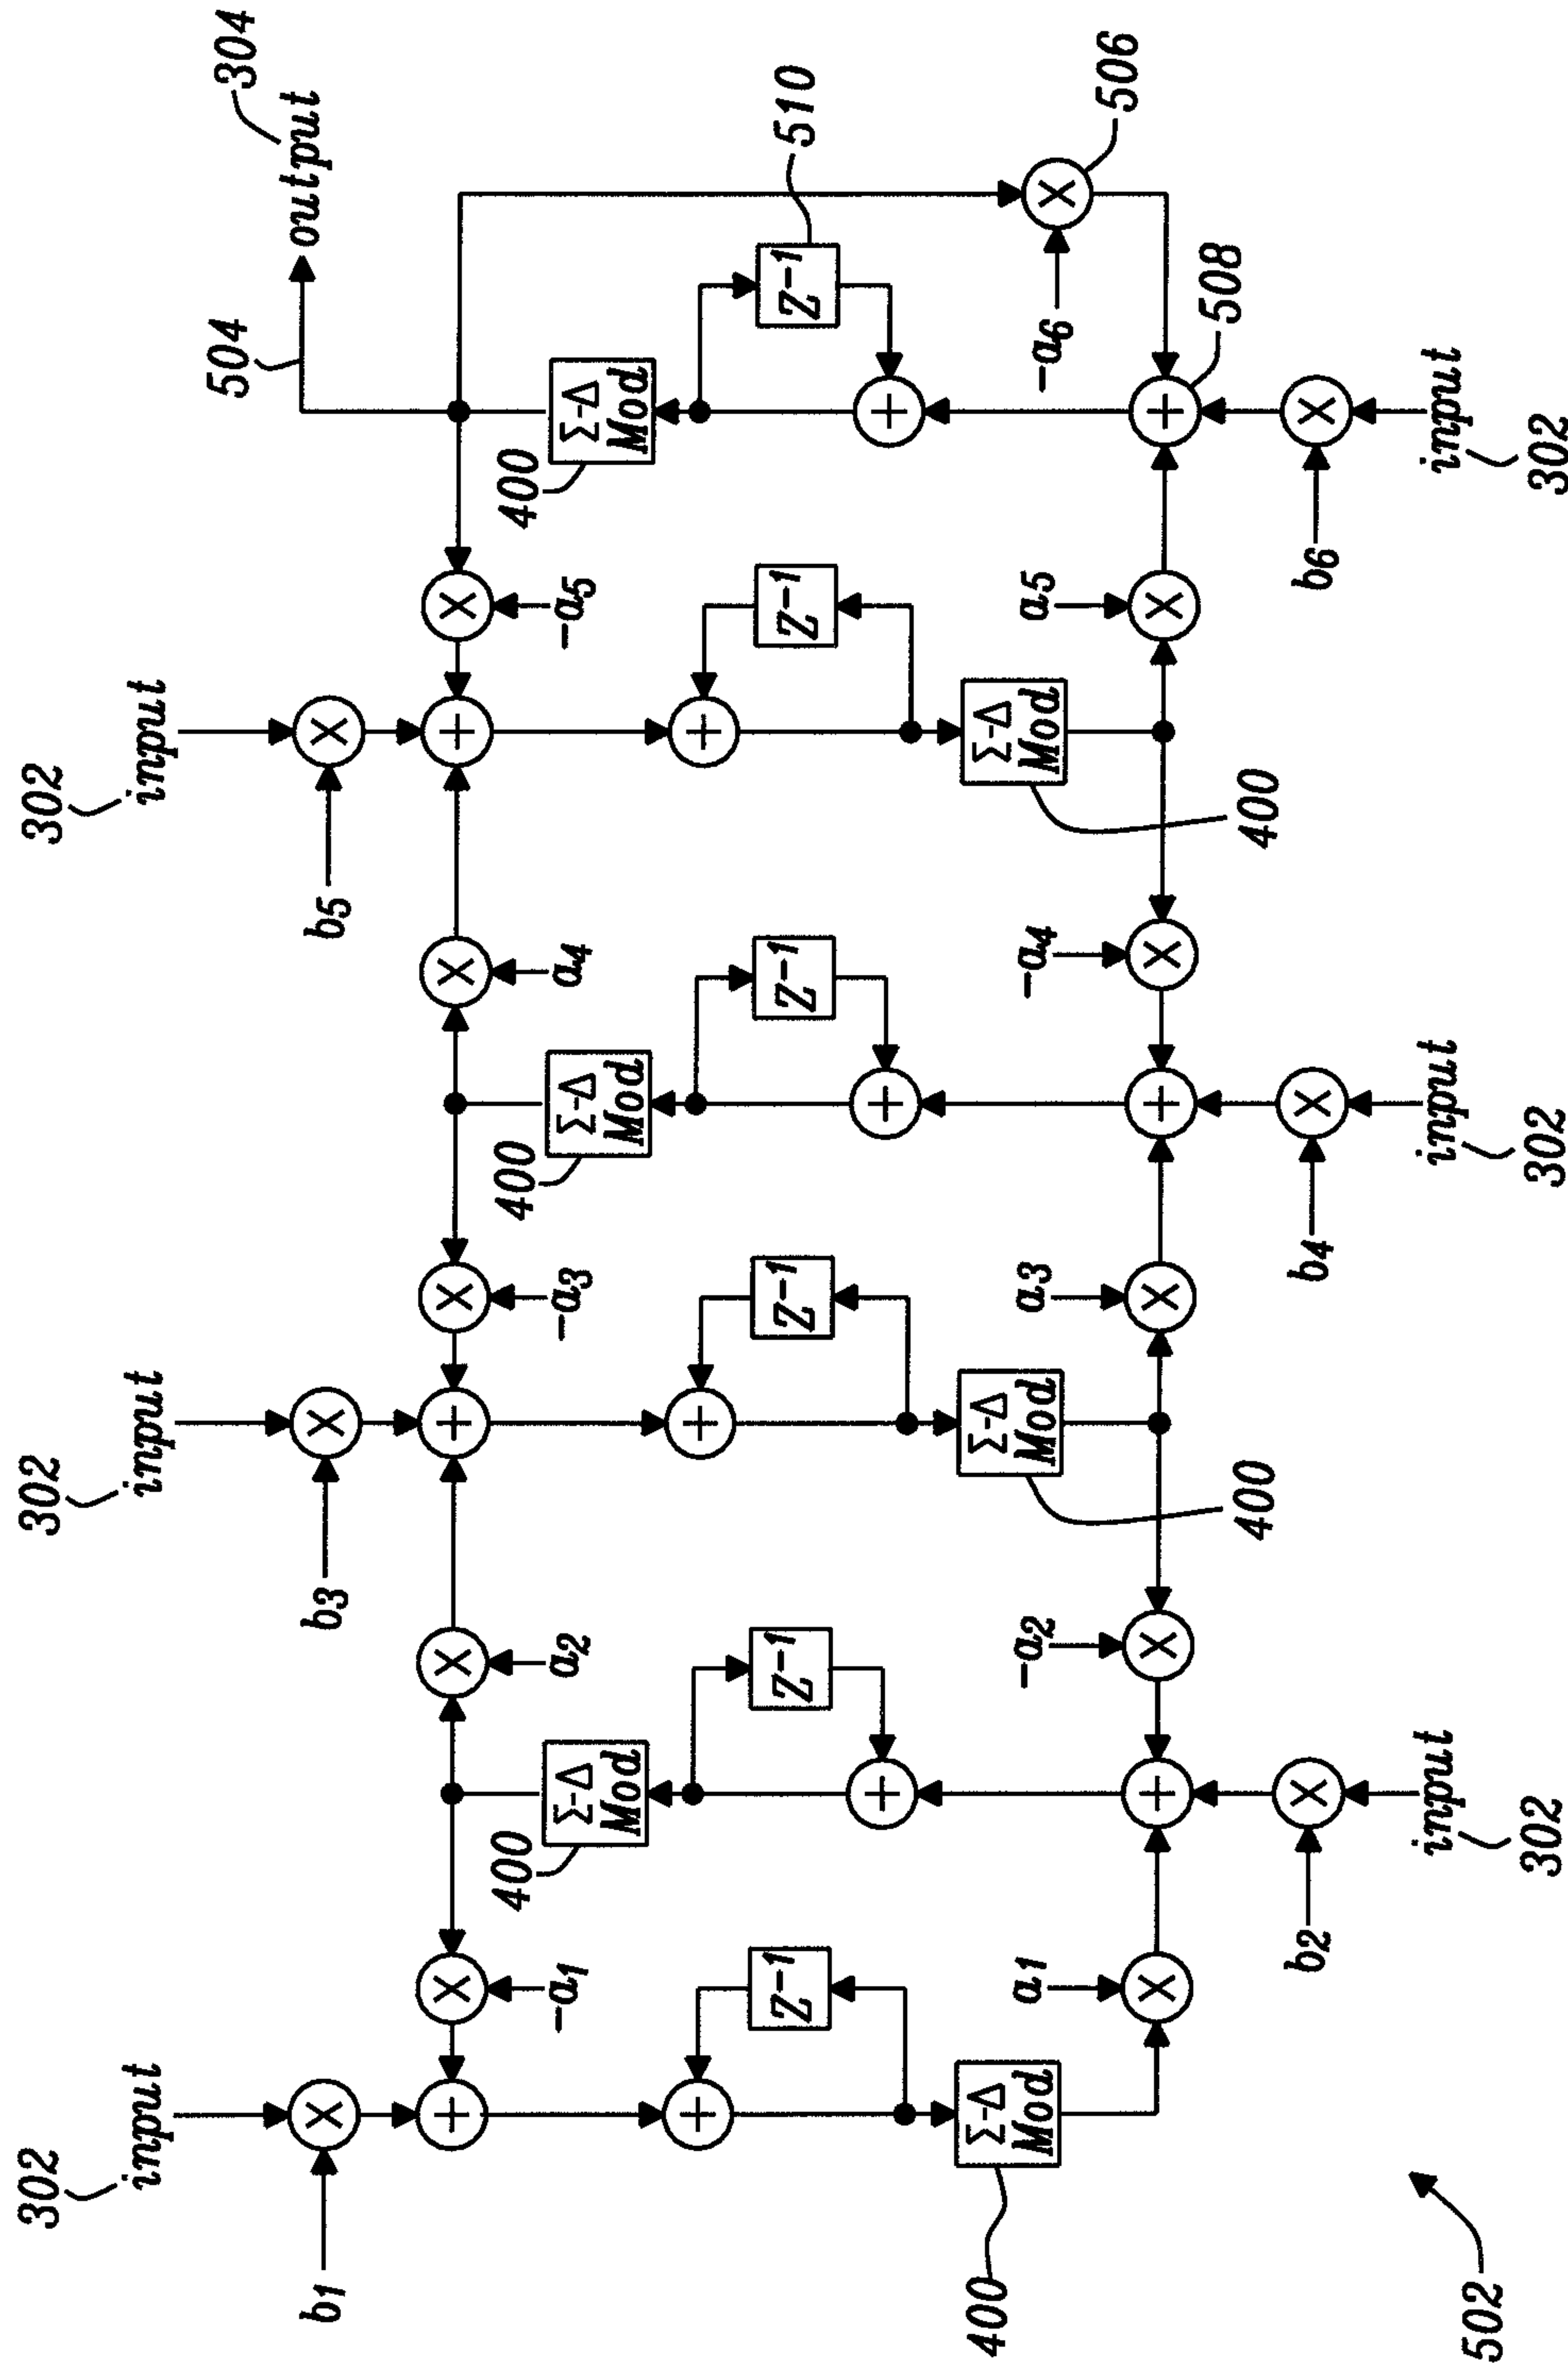 302 302 302
input input input
504 304
output
b1 b3 b5
400 400 400
-a1 a2 -a3 a4 -a5
Σ-Δ Σ-Δ Σ-Δ
Mod Mod Mod
Z-1 Z-1 Z-1 Z-1 Z-1 Z-1 510
400
Σ-Δ Σ-Δ Σ-Δ
Mod Mod Mod
a1 -a2 a3 -a4 a5 -a6
506
508
400 400
b2 b4 b6
input input input
502
302 302 302